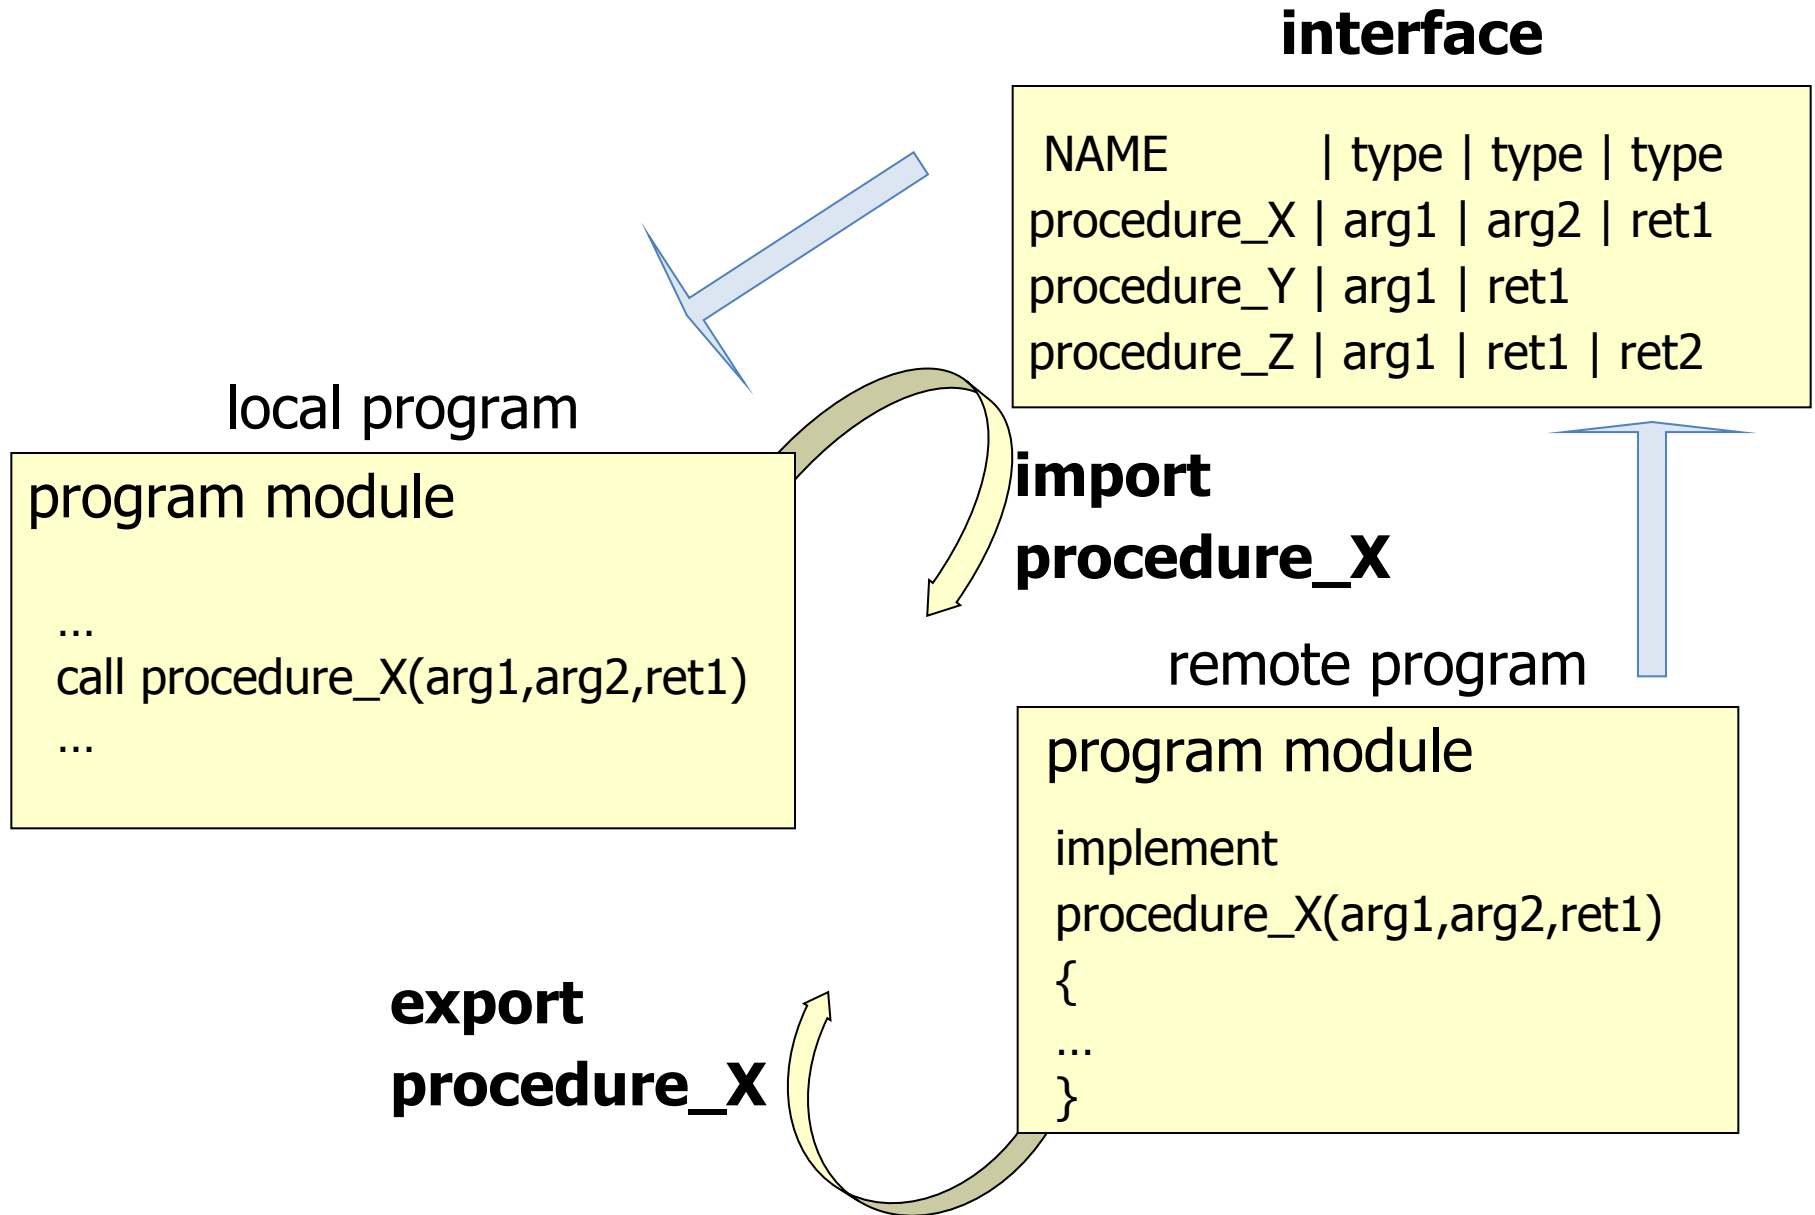 interface
NAME | type | type | type
procedure_X | arg1 | arg2 | ret1
procedure_Y | arg1 | ret1
procedure_Z | arg1 | ret1 | ret2
local program
program module
...
call procedure_X(arg1,arg2,ret1)
...
import
procedure_X
remote program
program module
implement
procedure_X(arg1,arg2,ret1)
{
...
}
export
procedure_X